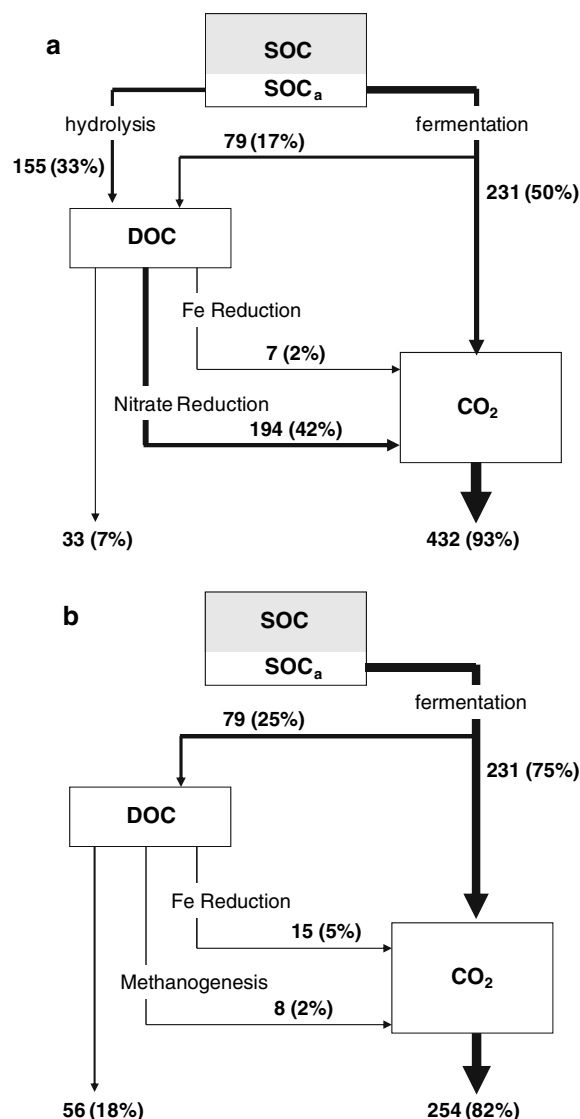 a
SOC
SOCₐ
hydrolysis
fermentation
79 (17%)
155 (33%)
231 (50%)
DOC
Fe Reduction
7 (2%)
CO₂
Nitrate Reduction
194 (42%)
33 (7%)
432 (93%)
b
SOC
SOCₐ
fermentation
79 (25%)
231 (75%)
DOC
Fe Reduction
15 (5%)
CO₂
Methanogenesis
8 (2%)
56 (18%)
254 (82%)